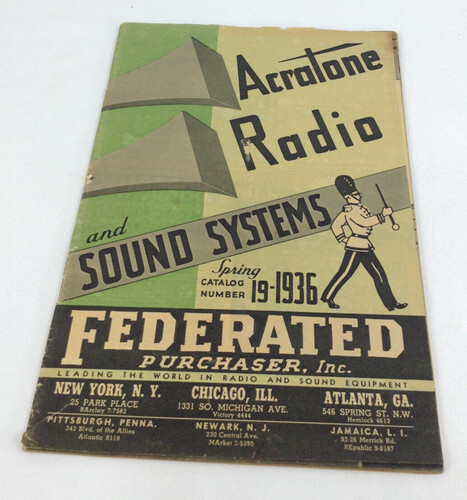 Acratone
Radio
and
SOUND SYSTEMS
Spring
CATALOG
NUMBER 19-1936
FEDERATED
PURCHASER, Inc.
LEADING THE WORLD IN RADIO AND SOUND EQUIPMENT
NEW YORK, N. Y.
25 PARK PLACE
BArclay 7-7582
CHICAGO, ILL.
1331 SO. MICHIGAN AVE.
Victory 4444
ATLANTA, GA.
546 SPRING ST. N.W.
Hemlock 4613
PITTSBURGH, PENNA.
343 Blvd. of the Allies
Atlantic 8119
NEWARK, N. J.
230 Central Ave.
MArket 2-5395
JAMAICA, L. I.
92-26 Merrick Rd.
REpublic 9-8187